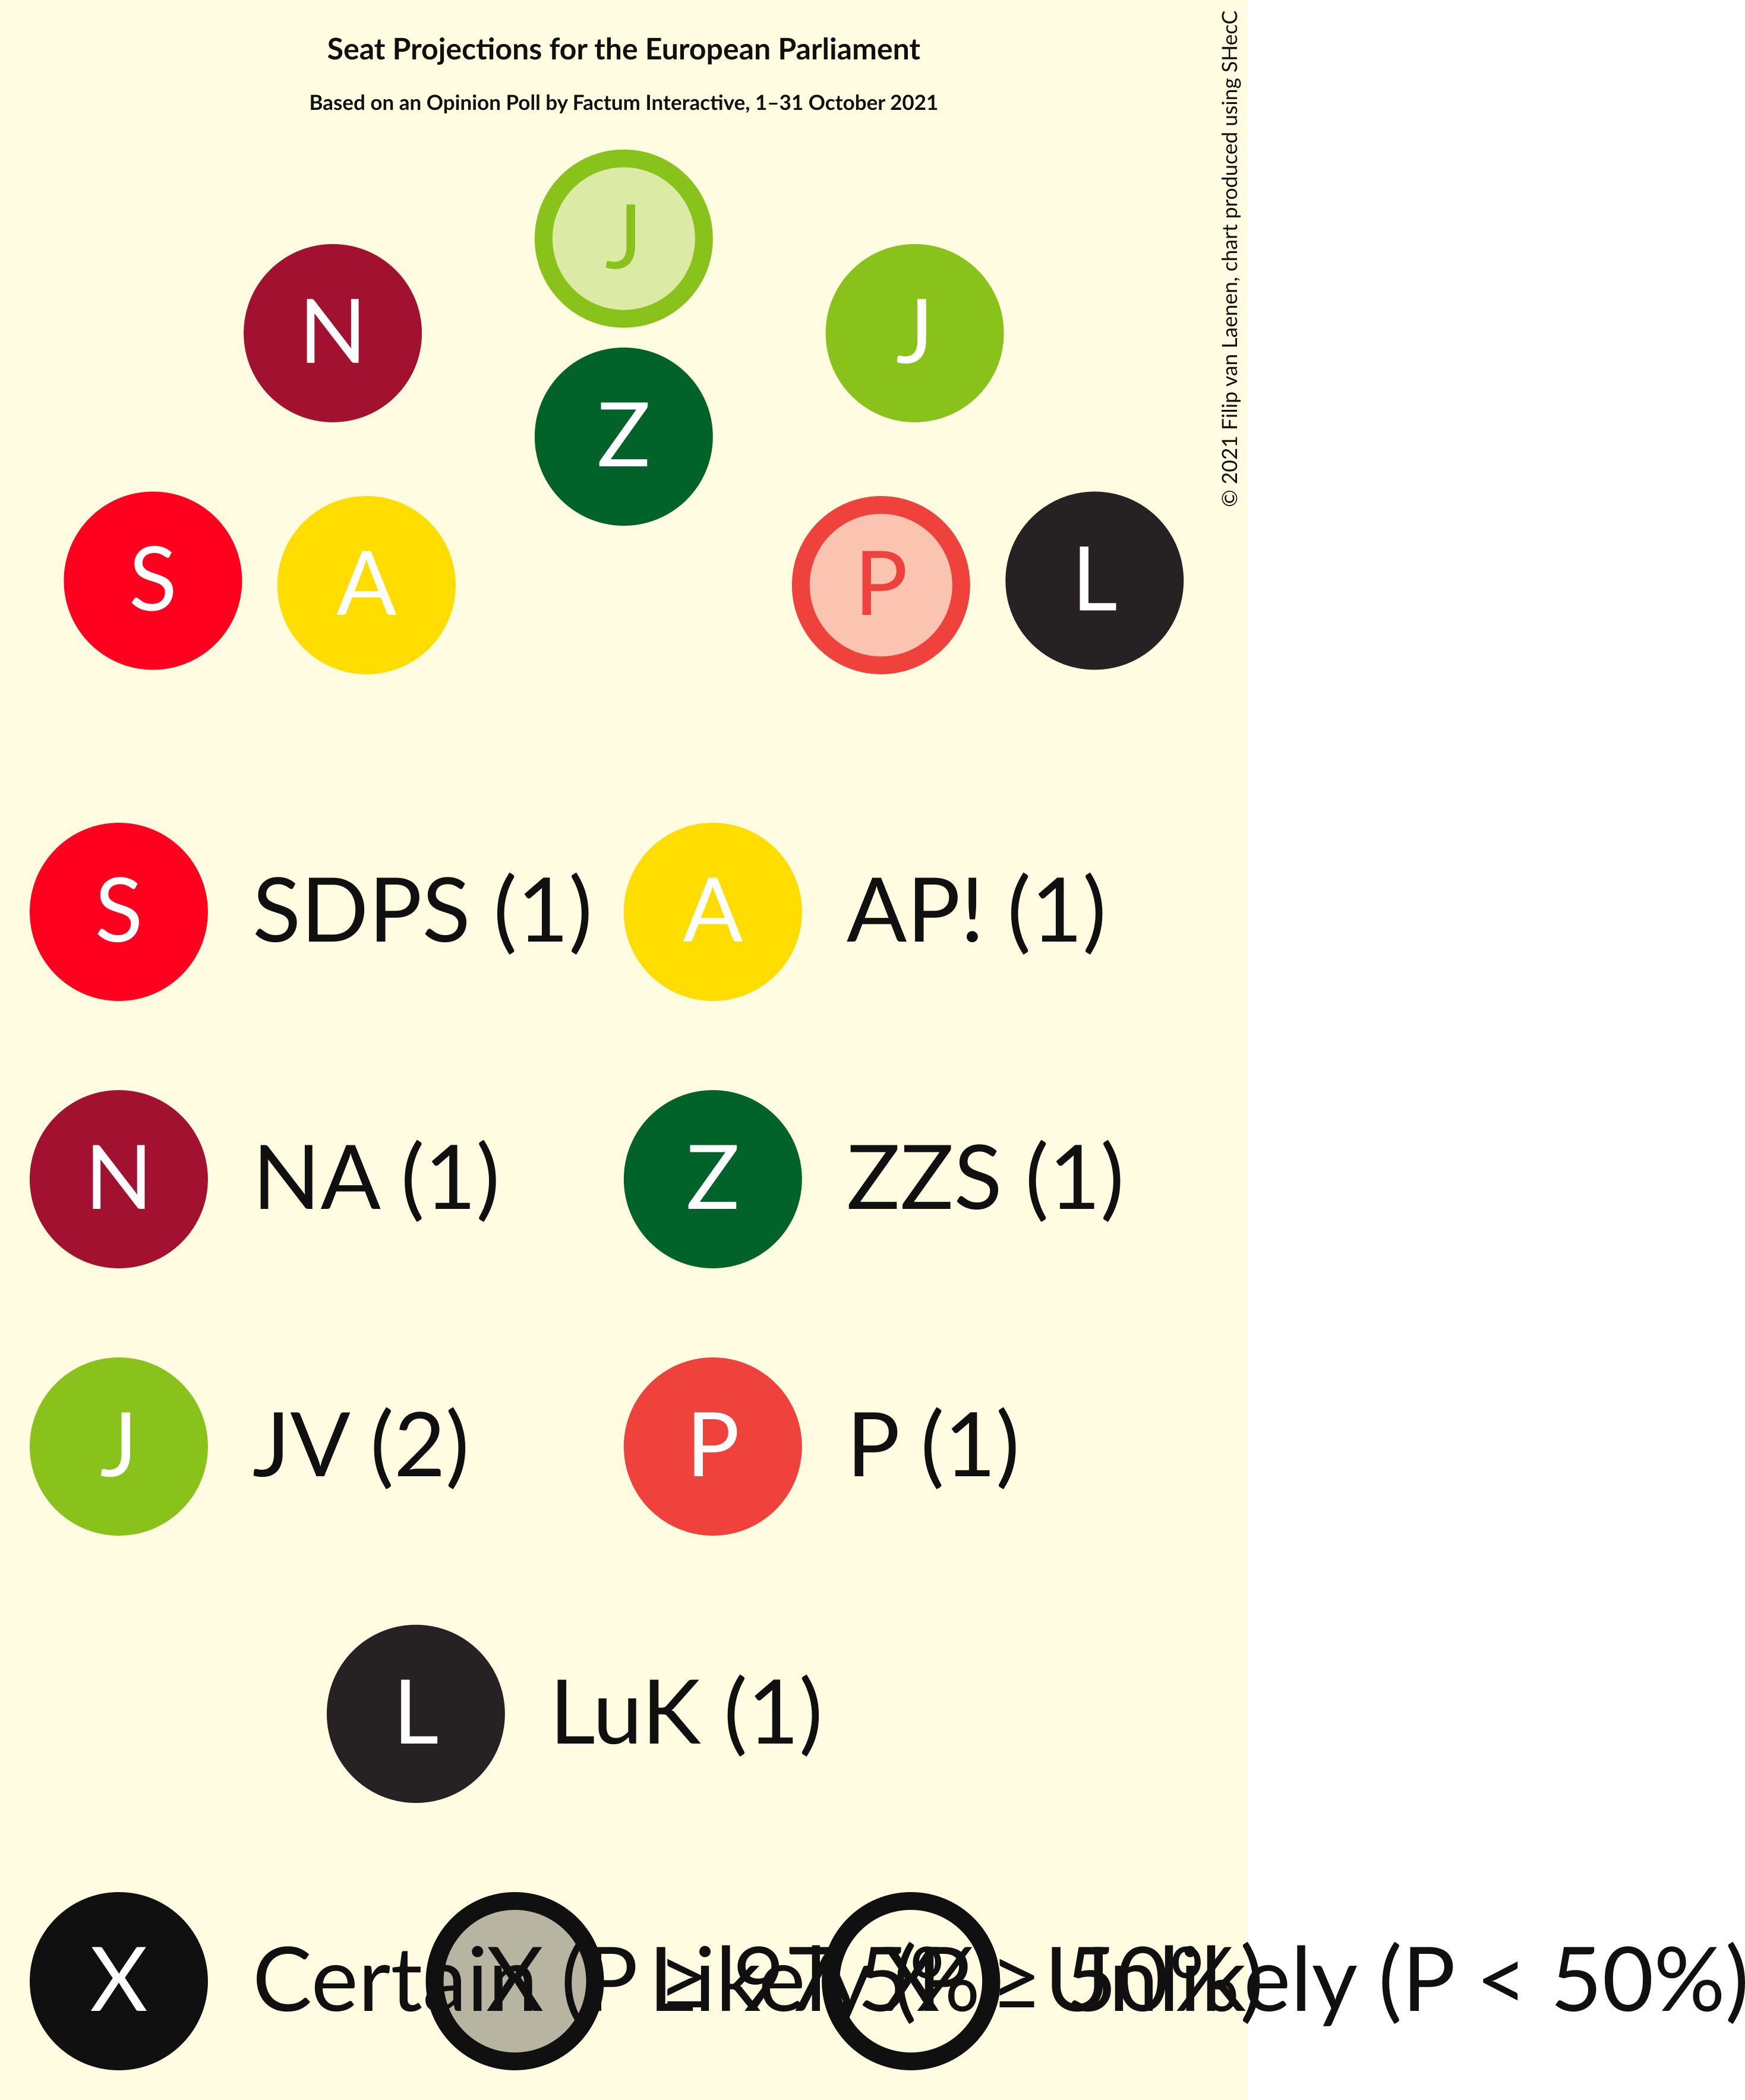 Seat Projections for the European Parliament
Based on an Opinion Poll by Factum Interactive, 1–31 October 2021
© 2021 Filip van Laenen, chart produced using SHecC
J
N
J
Z
S
A
P
L
S SDPS (1) A AP! (1)
N NA (1) Z ZZS (1)
J JV (2) P P (1)
L LuK (1)
X Certain (P ≥ 97.5%) X Likely (P ≥ 50%) X Unlikely (P < 50%)